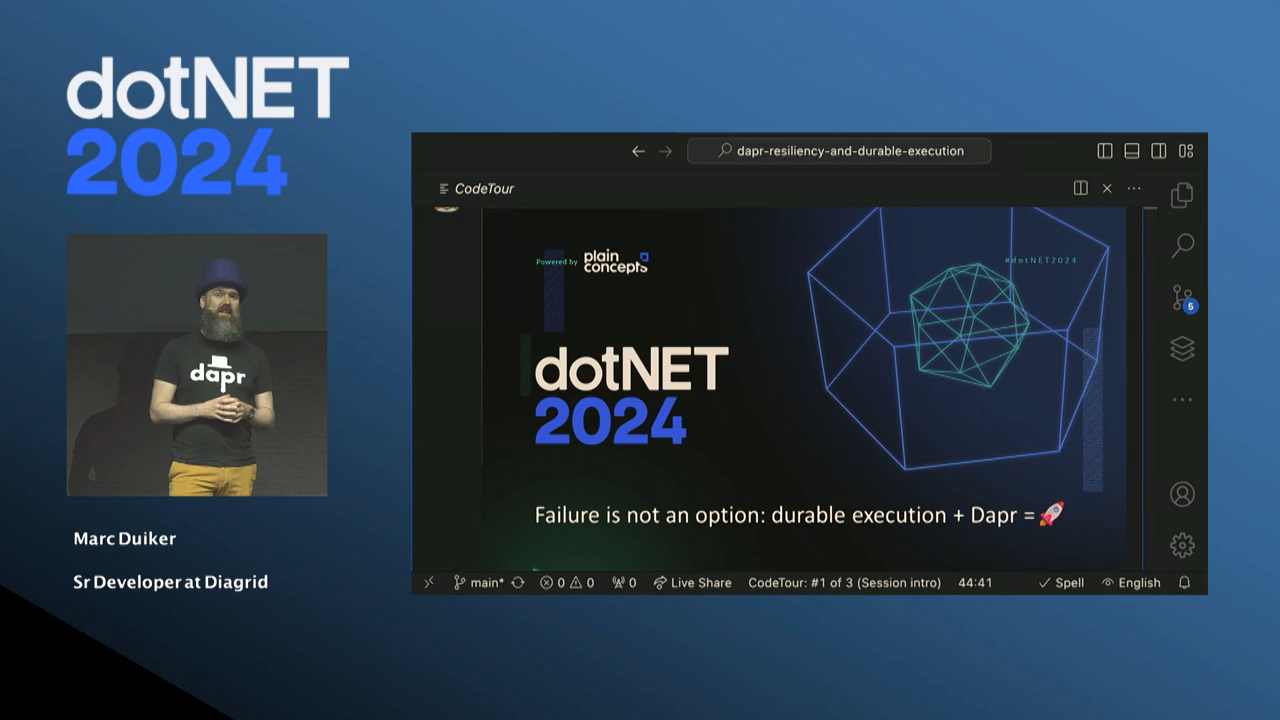 dotNET
2024
dapr
Marc Duiker
Sr Developer at Diagrid
dapr-resiliency-and-durable-execution
CodeTour
Powered by plain concepts
#dotNET2024
dotNET
2024
Failure is not an option: durable execution + Dapr = 🚀
5
main* 0 0 0 Live Share CodeTour: #1 of 3 (Session intro) 44:41 Spell English